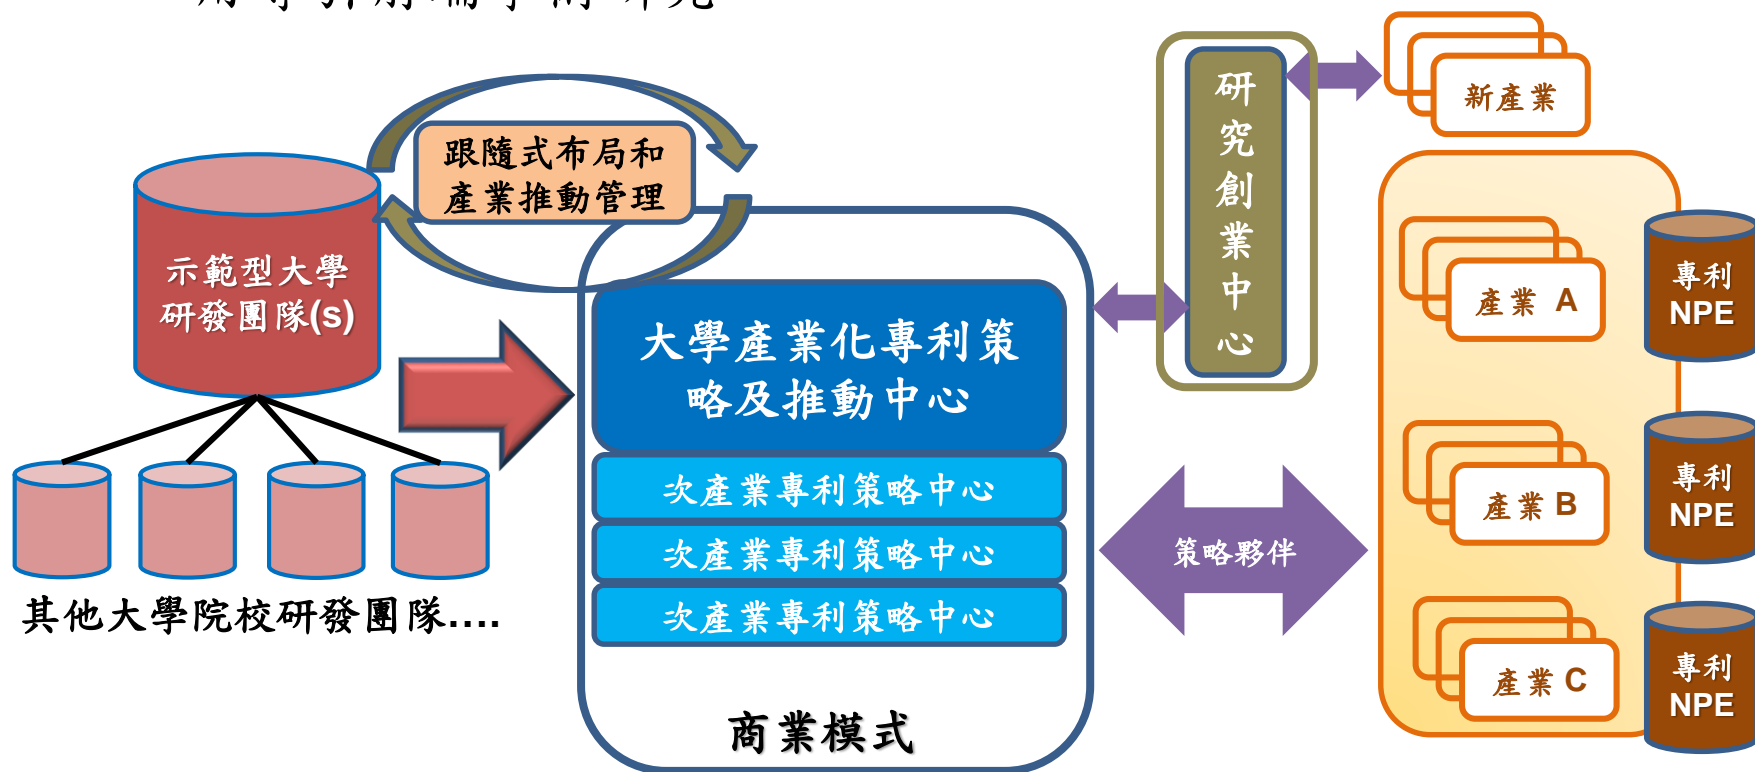 跟隨式布局和
產業推動管理
示範型大學
研發團隊(s)
其他大學院校研發團隊....
大學產業化專利策
略及推動中心
次產業專利策略中心
次產業專利策略中心
次產業專利策略中心
商業模式
研究創業中心
策略夥伴
新產業
產業 A
專利
NPE
產業 B
專利
NPE
產業 C
專利
NPE